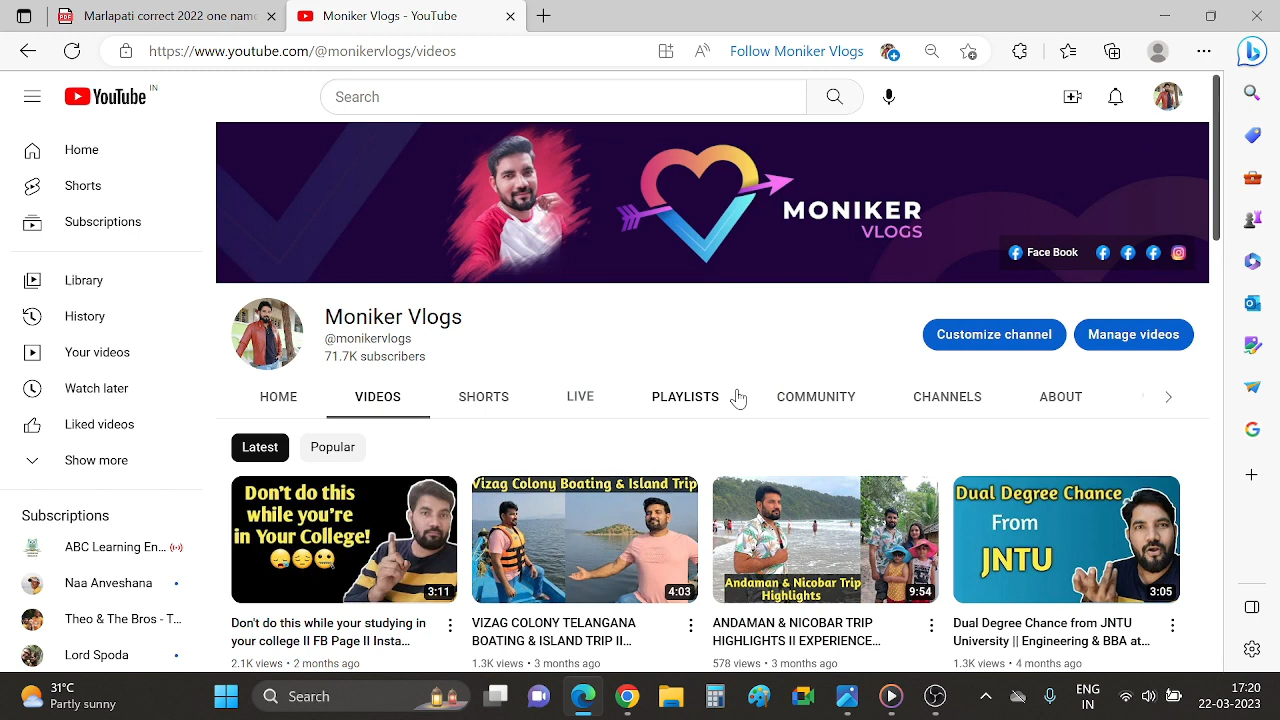 Marlapati correct 2022 one name
Moniker Vlogs - YouTube
https://www.youtube.com/@monikervlogs/videos
Follow Moniker Vlogs
YouTube IN
Search
Home
Shorts
Subscriptions
Library
History
Your videos
Watch later
Liked videos
Show more
Subscriptions
ABC Learning En...
Naa Anveshana
Theo & The Bros - T...
Lord Spoda
MONIKER
VLOGS
Face Book
Moniker Vlogs
@monikervlogs
71.7K subscribers
Customize channel
Manage videos
HOME VIDEOS SHORTS LIVE PLAYLISTS COMMUNITY CHANNELS ABOUT
Latest Popular
Don't do this
while you're
in Your College!
3:11
Don't do this while your studying in
your college II FB Page II Insta...
2.1K views • 2 months ago
Vizag Colony Boating & Island Trip
4:03
VIZAG COLONY TELANGANA
BOATING & ISLAND TRIP II...
1.3K views • 3 months ago
Andaman & Nicobar Trip
Highlights
9:54
ANDAMAN & NICOBAR TRIP
HIGHLIGHTS II EXPERIENCE...
578 views • 3 months ago
Dual Degree Chance
From
JNTU
3:05
Dual Degree Chance from JNTU
University || Engineering & BBA at...
1.3K views • 4 months ago
31°C
Partly sunny
Search
ENG
IN
17:20
22-03-2023